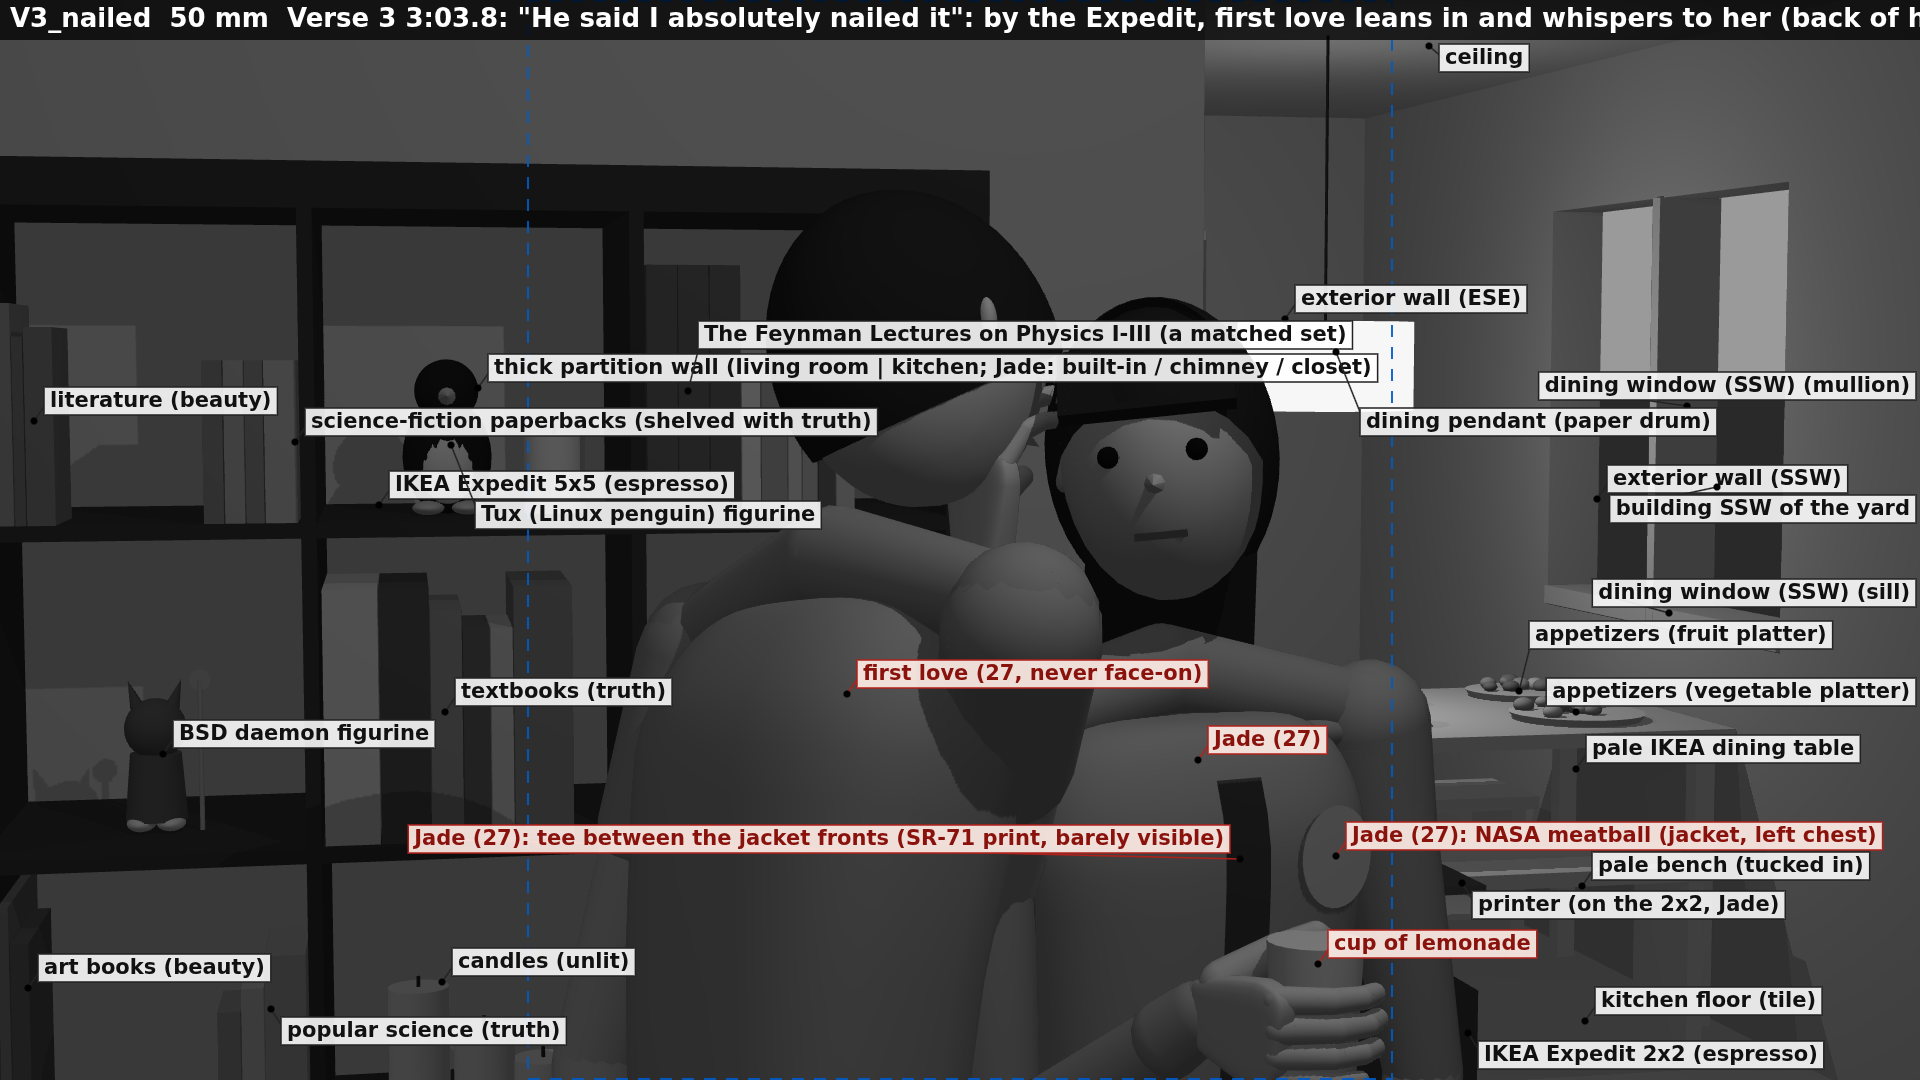 V3_nailed 50 mm Verse 3 3:03.8: "He said I absolutely nailed it": by the Expedit, first love leans in and whispers to her (back of h
ceiling
exterior wall (ESE)
The Feynman Lectures on Physics I-III (a matched set)
thick partition wall (living room | kitchen; Jade: built-in / chimney / closet)
dining window (SSW) (mullion)
literature (beauty)
science-fiction paperbacks (shelved with truth)
dining pendant (paper drum)
exterior wall (SSW)
IKEA Expedit 5x5 (espresso)
building SSW of the yard
Tux (Linux penguin) figurine
dining window (SSW) (sill)
appetizers (fruit platter)
first love (27, never face-on)
textbooks (truth)
appetizers (vegetable platter)
BSD daemon figurine
Jade (27)
pale IKEA dining table
Jade (27): tee between the jacket fronts (SR-71 print, barely visible)
Jade (27): NASA meatball (jacket, left chest)
pale bench (tucked in)
printer (on the 2x2, Jade)
cup of lemonade
candles (unlit)
art books (beauty)
kitchen floor (tile)
popular science (truth)
IKEA Expedit 2x2 (espresso)